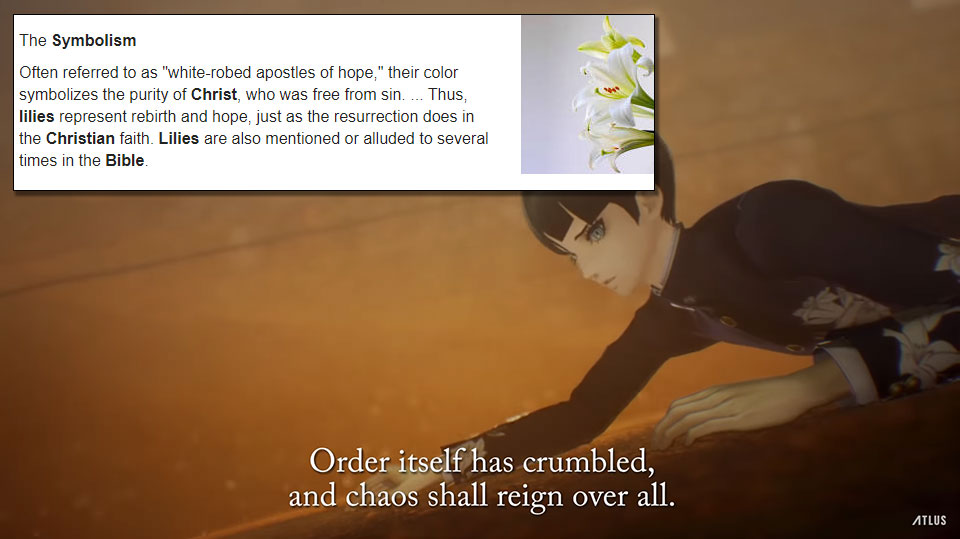 The Symbolism
Often referred to as "white-robed apostles of hope," their color
symbolizes the purity of Christ, who was free from sin. ... Thus,
lilies represent rebirth and hope, just as the resurrection does in
the Christian faith. Lilies are also mentioned or alluded to several
times in the Bible.
Order itself has crumbled,
and chaos shall reign over all.
ATLUS